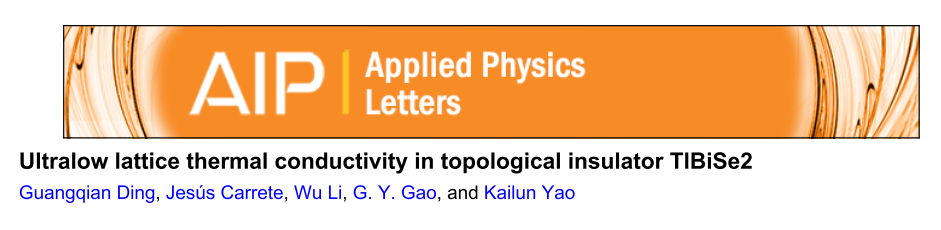 AIP | Applied Physics
Letters
Ultralow lattice thermal conductivity in topological insulator TlBiSe2
Guangqian Ding, Jesús Carrete, Wu Li, G. Y. Gao, and Kailun Yao